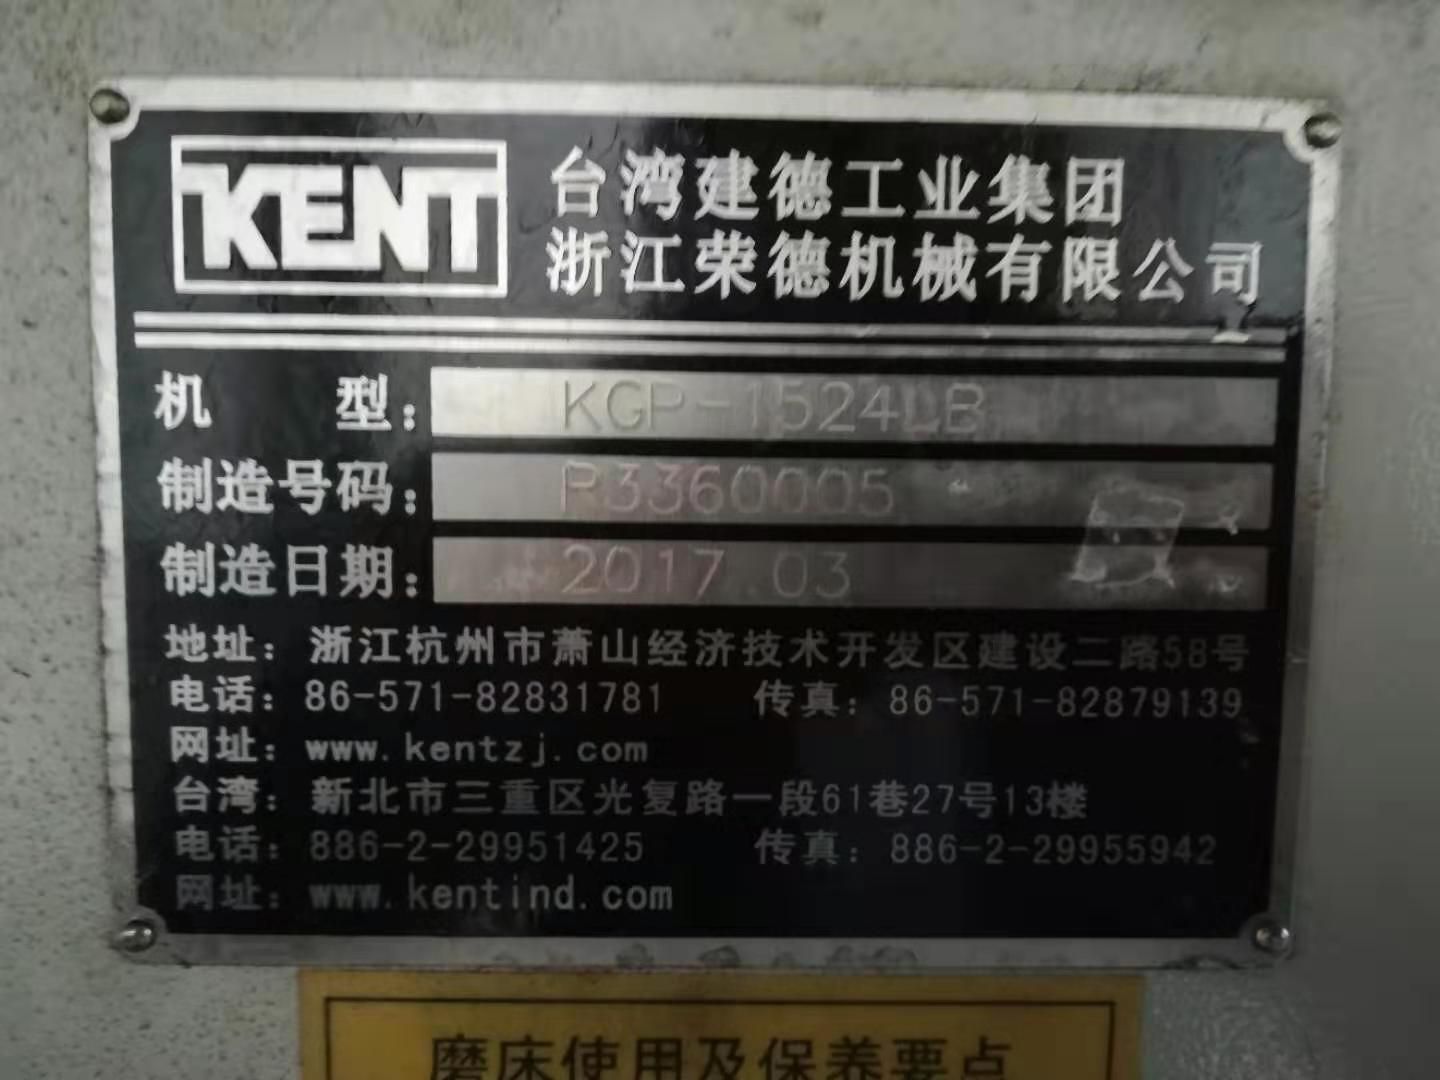 KENT
台湾建德工业集团
浙江荣德机械有限公司
机 型: KGP-1524LB
制造号码: R3360005
制造日期: 2017.03
地址: 浙江杭州市萧山经济技术开发区建设二路58号
电话: 86-571-82831781 传真: 86-571-82879139
网址: www.kentzj.com
台湾: 新北市三重区光复路一段61巷27号13楼
电话: 886-2-29951425 传真: 886-2-29955942
网址: www.kentind.com
磨床使用及保养要点